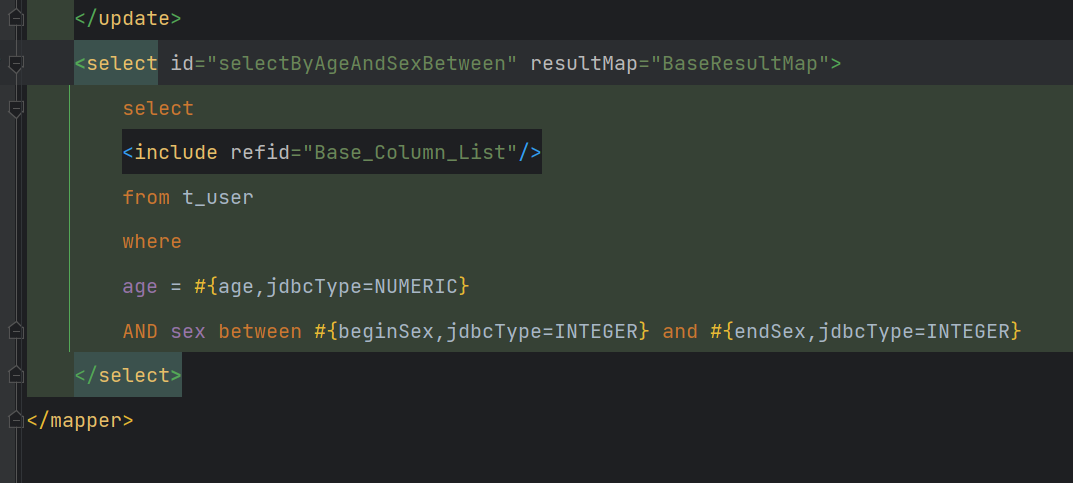 </update>
<select id="selectByAgeAndSexBetween" resultMap="BaseResultMap">
select
<include refid="Base_Column_List"/>
from t_user
where
age = #{age,jdbcType=NUMERIC}
AND sex between #{beginSex,jdbcType=INTEGER} and #{endSex,jdbcType=INTEGER}
</select>
</mapper>